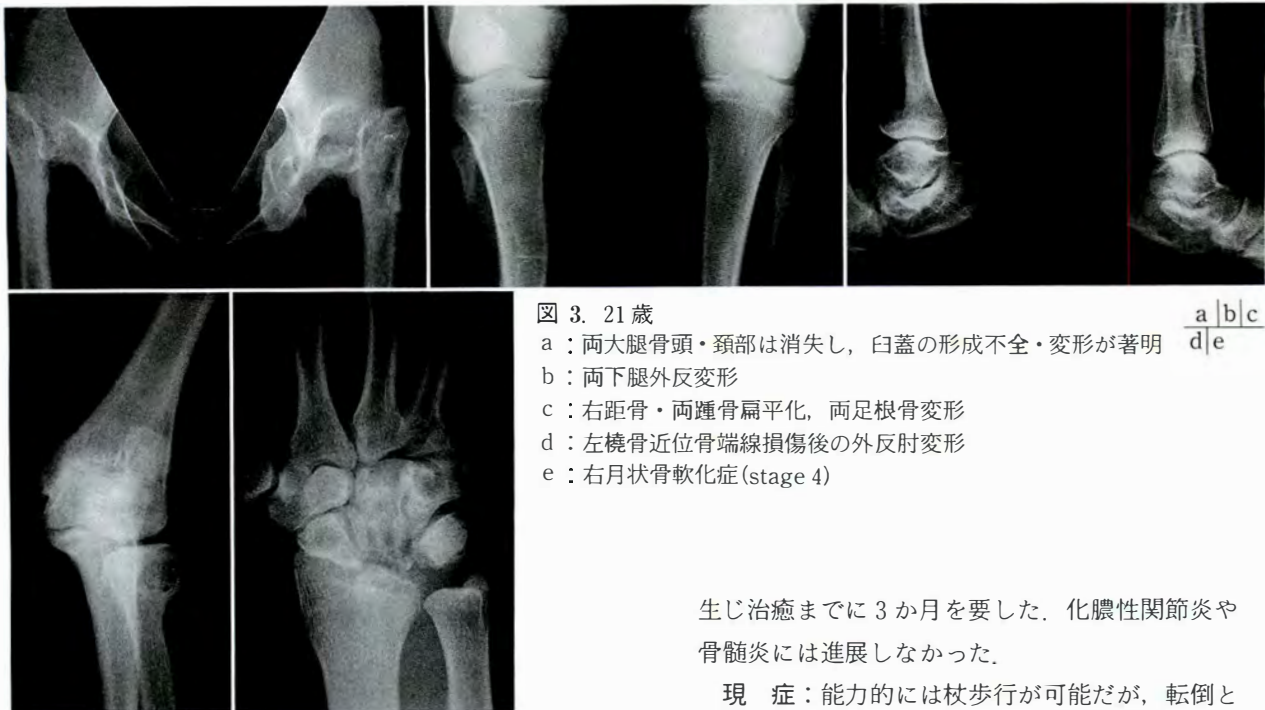 図 3. 21歳
a b c
d e
a:両大腿骨頭・頚部は消失し,臼蓋の形成不全・変形が著明
b:両下腿外反変形
c:右距骨・両踵骨扁平化,両足根骨変形
d:左橈骨近位骨端線損傷後の外反肘変形
e:右月状骨軟化症(stage 4)
生じ治癒までに3か月を要した.化膿性関節炎や
骨髄炎には進展しなかった.
現 症:能力的には杖歩行が可能だが,転倒と